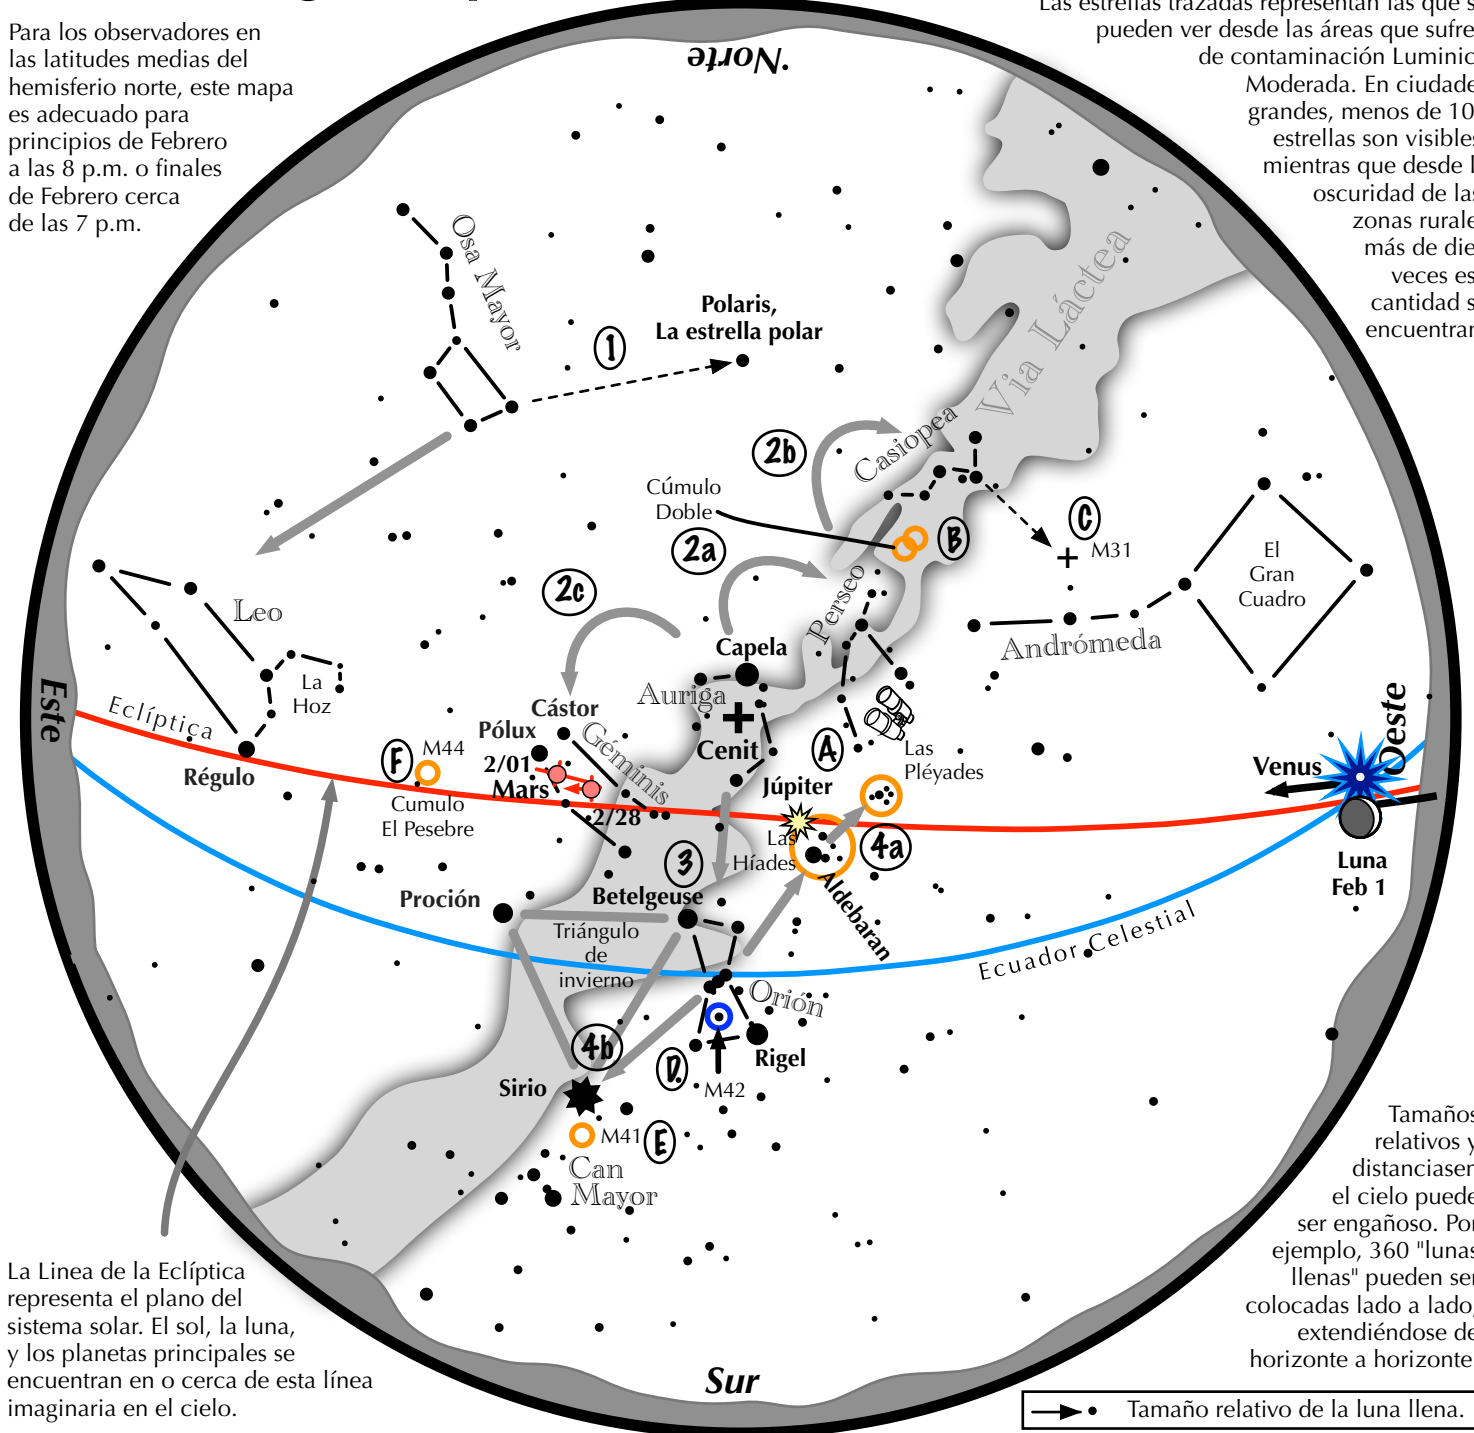 Para los observadores en
las latitudes medias del
hemisferio norte, este mapa
es adecuado para
principios de Febrero
a las 8 p.m. o finales
de Febrero cerca
de las 7 p.m.
Las estrellas trazadas representan las que s
pueden ver desde las áreas que sufre
de contaminación Luminic
Moderada. En ciudade
grandes, menos de 10
estrellas son visibles
mientras que desde l
oscuridad de las
zonas rurale
más de die
veces es
cantidad s
encuentran
Norte
Osa Mayor
Polaris,
La estrella polar
1
Via Láctea
Casiopea
2b
Cúmulo
Doble
2a
B
C
M31
El
Gran
Cuadro
2c
Perseo
Andrómeda
Leo
La
Hoz
Capela
Auriga
Cenit
A
Las
Pléyades
Este
Eclíptica
Régulo
F
M44
Cumulo
El Pesebre
Cástor
Pólux
Géminis
2/01
Mars
2/28
Júpiter
Las
Híades
4a
Aldebaran
Venus
Oeste
Luna
Feb 1
3
Proción
Betelgeuse
Triángulo
de
invierno
Orión
Ecuador Celestial
4b
D.
M42
Rigel
Sirio
M41
E
Can
Mayor
Sur
La Linea de la Eclíptica
representa el plano del
sistema solar. El sol, la luna,
y los planetas principales se
encuentran en o cerca de esta línea
imaginaria en el cielo.
Tamaños
relativos y
distanciasen
el cielo puede
ser engañoso. Por
ejemplo, 360 "lunas
llenas" pueden ser
colocadas lado a lado,
extendiéndose de
horizonte a horizonte
Tamaño relativo de la luna llena.